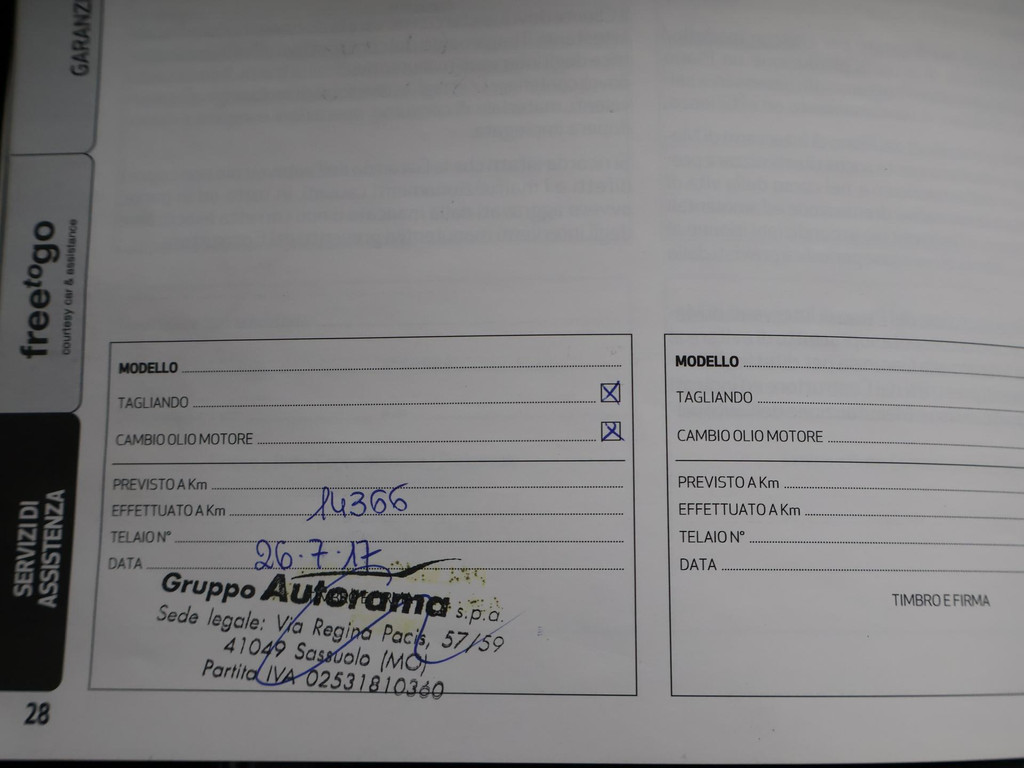 GARANZ
freetogo
courtesy car & assistance
SERVIZI DI
ASSISTENZA
28
MODELLO
TAGLIANDO
CAMBIO OLIO MOTORE
PREVISTO A Km
EFFETTUATO A Km 14366
TELAIO N°
DATA 26.7.17
Gruppo Autorama s.p.a.
Sede legale: Via Regina Pacis, 57/59
41049 Sassuolo (MO)
Partita IVA 02531810360
MODELLO
TAGLIANDO
CAMBIO OLIO MOTORE
PREVISTO A Km
EFFETTUATO A Km
TELAIO N°
DATA
TIMBRO E FIRMA